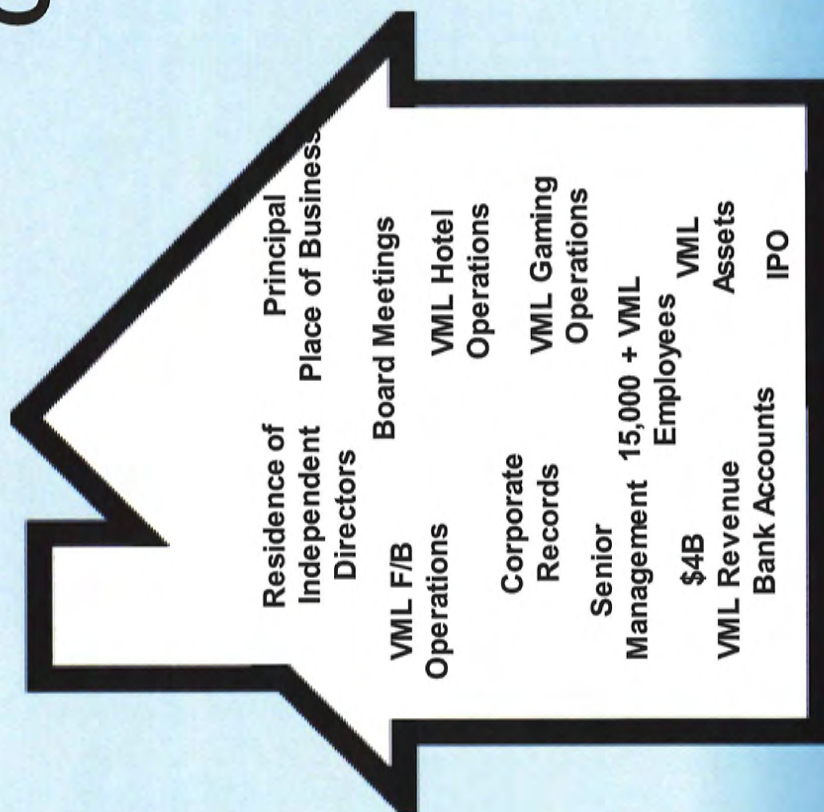 Residence of
Independent
Directors
Principal
Place of Business
Board Meetings
VML F/B
Operations
VML Hotel
Operations
Corporate
Records
VML Gaming
Operations
Senior
Management
15,000 + VML
Employees
VML
Assets
$4B
VML Revenue
Bank Accounts
IPO